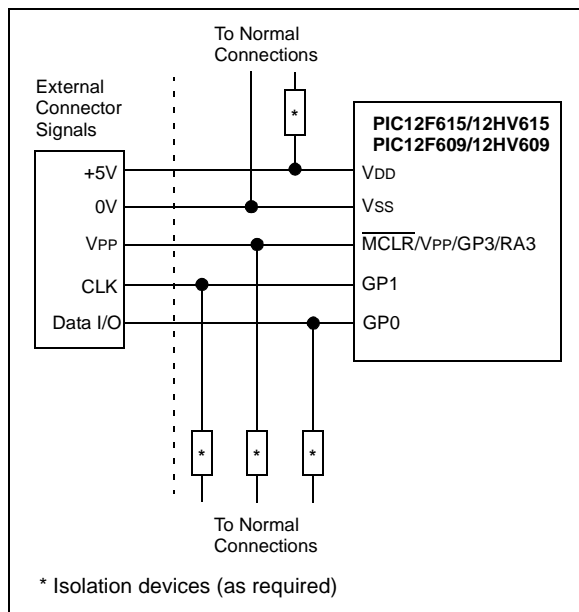 To Normal
Connections
External
Connector
Signals
*
PIC12F615/12HV615
PIC12F609/12HV609
+5V
VDD
0V
VSS
VPP
MCLR/VPP/GP3/RA3
CLK
GP1
Data I/O
GP0
*
*
*
To Normal
Connections
* Isolation devices (as required)